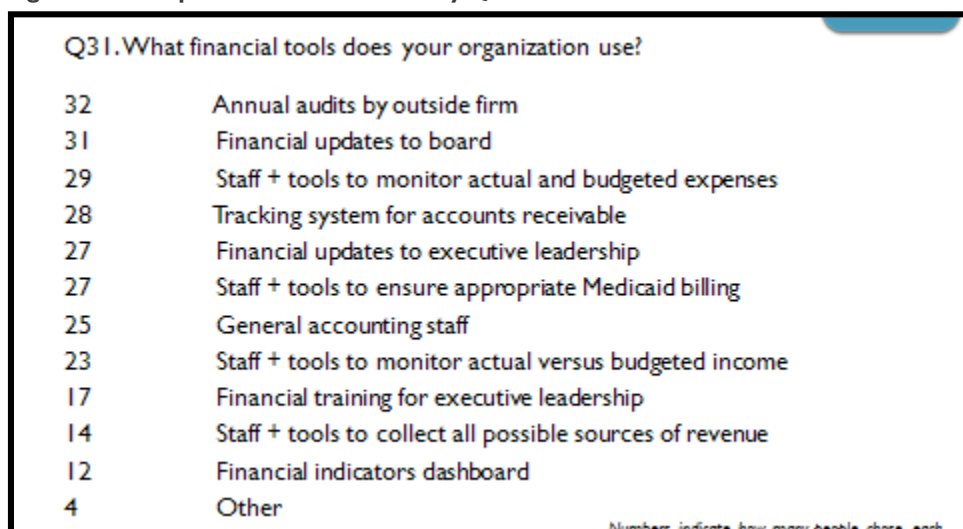 Q31. What financial tools does your organization use?
32 Annual audits by outside firm
31 Financial updates to board
29 Staff + tools to monitor actual and budgeted expenses
28 Tracking system for accounts receivable
27 Financial updates to executive leadership
27 Staff + tools to ensure appropriate Medicaid billing
25 General accounting staff
23 Staff + tools to monitor actual versus budgeted income
17 Financial training for executive leadership
14 Staff + tools to collect all possible sources of revenue
12 Financial indicators dashboard
4 Other
Numbers indicate how many people chose each